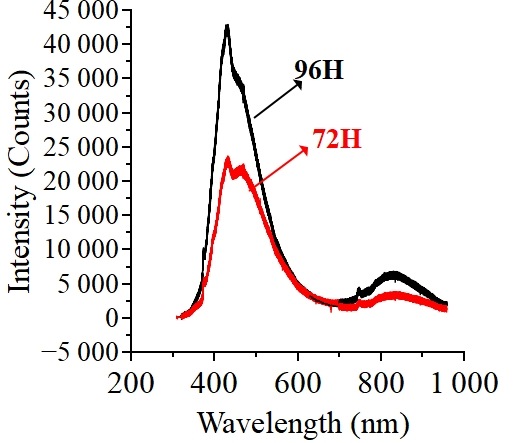 45 000
40 000
35 000
30 000
25 000
20 000
15 000
10 000
5 000
0
−5 000
Intensity (Counts)
96H
72H
200 400 600 800 1 000
Wavelength (nm)